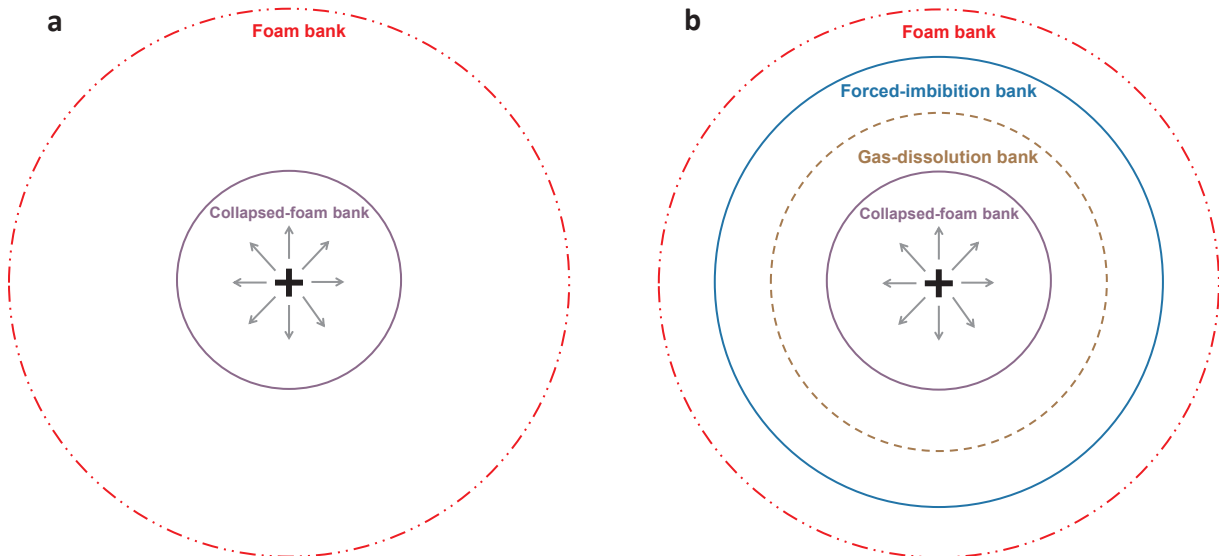 a
Foam bank
Collapsed-foam bank
b
Foam bank
Forced-imbibition bank
Gas-dissolution bank
Collapsed-foam bank